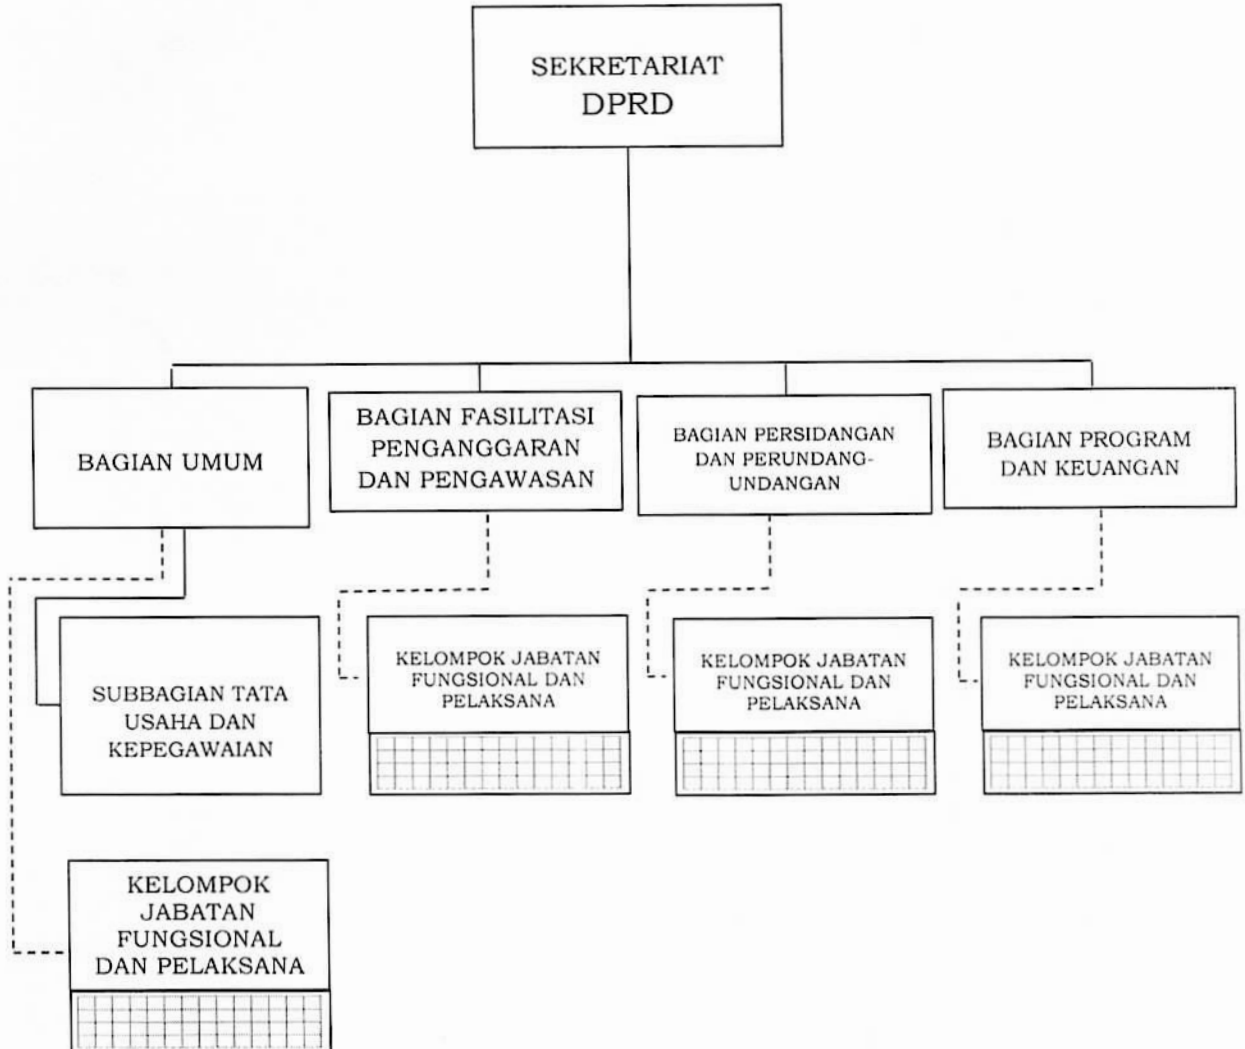 SEKRETARIAT
DPRD
BAGIAN UMUM
BAGIAN FASILITASI
PENGANGGARAN
DAN PENGAWASAN
BAGIAN PERSIDANGAN
DAN PERUNDANG-
UNDANGAN
BAGIAN PROGRAM
DAN KEUANGAN
SUBBAGIAN TATA
USAHA DAN
KEPEGAWAIAN
KELOMPOK JABATAN
FUNGSIONAL DAN
PELAKSANA
KELOMPOK JABATAN
FUNGSIONAL DAN
PELAKSANA
KELOMPOK JABATAN
FUNGSIONAL DAN
PELAKSANA
KELOMPOK
JABATAN
FUNGSIONAL
DAN PELAKSANA